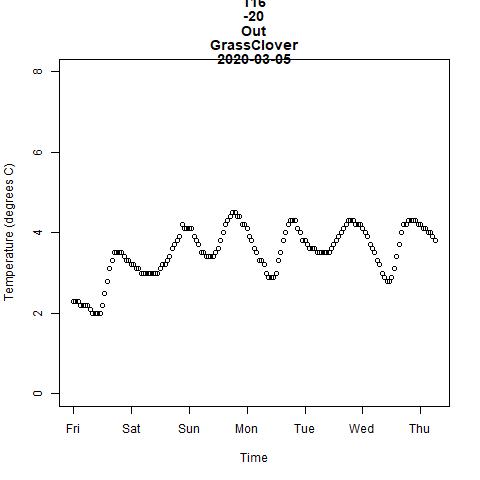 T16
-20
Out
GrassClover
2020-03-05
8
6
4
2
0
Temperature (degrees C)
Fri Sat Sun Mon Tue Wed Thu
Time